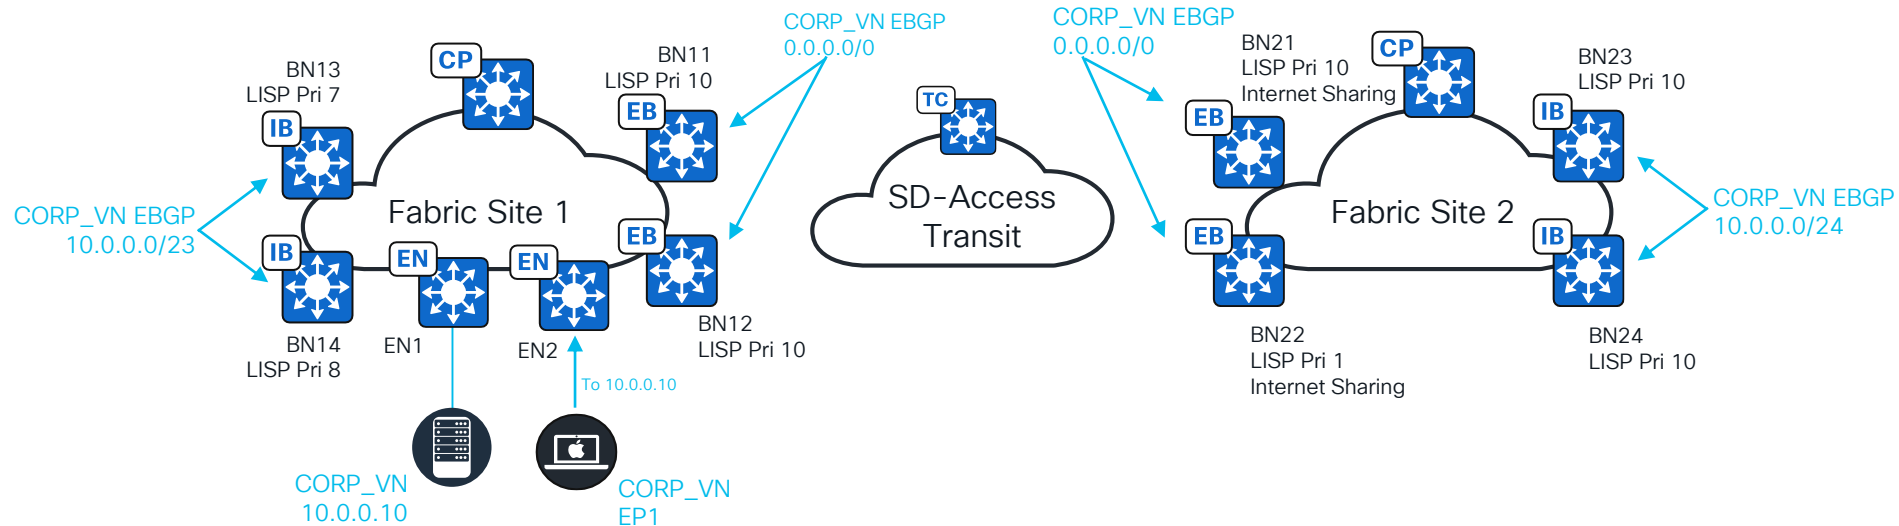 CORP_VN EBGP
0.0.0.0/0
CORP_VN EBGP
0.0.0.0/0
BN13
LISP Pri 7
CP
BN11
LISP Pri 10
IB
EB
TC
BN21
LISP Pri 10
Internet Sharing
CP
BN23
LISP Pri 10
EB
IB
CORP_VN EBGP
10.0.0.0/23
Fabric Site 1
SD-Access
Transit
Fabric Site 2
CORP_VN EBGP
10.0.0.0/24
IB
EN
EN
EB
EB
IB
BN14
LISP Pri 8
EN1
EN2
BN12
LISP Pri 10
BN22
LISP Pri 1
Internet Sharing
BN24
LISP Pri 10
To 10.0.0.10
CORP_VN
10.0.0.10
CORP_VN
EP1